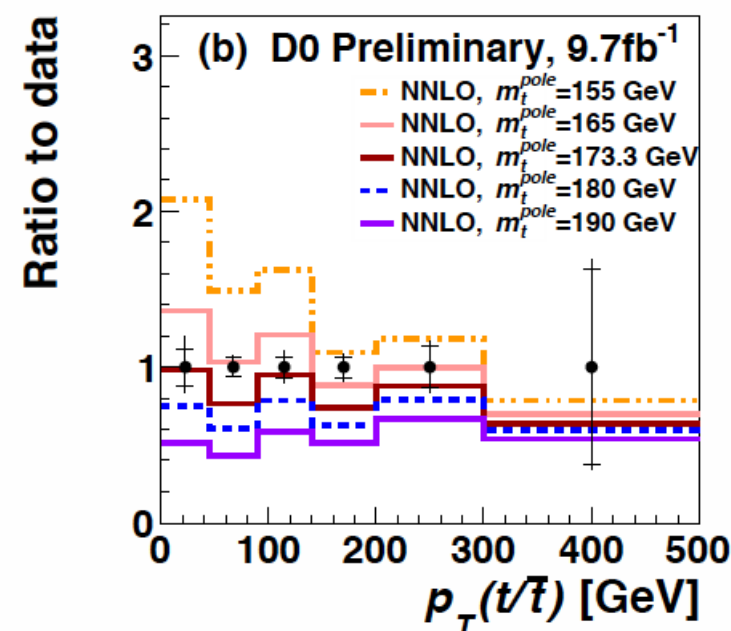 (b) D0 Preliminary, 9.7fb⁻¹
NNLO, mₜᵖᵒˡᵉ=155 GeV
NNLO, mₜᵖᵒˡᵉ=165 GeV
NNLO, mₜᵖᵒˡᵉ=173.3 GeV
NNLO, mₜᵖᵒˡᵉ=180 GeV
NNLO, mₜᵖᵒˡᵉ=190 GeV
Ratio to data
3
2
1
0
0 100 200 300 400 500
p_T(t/t̄) [GeV]